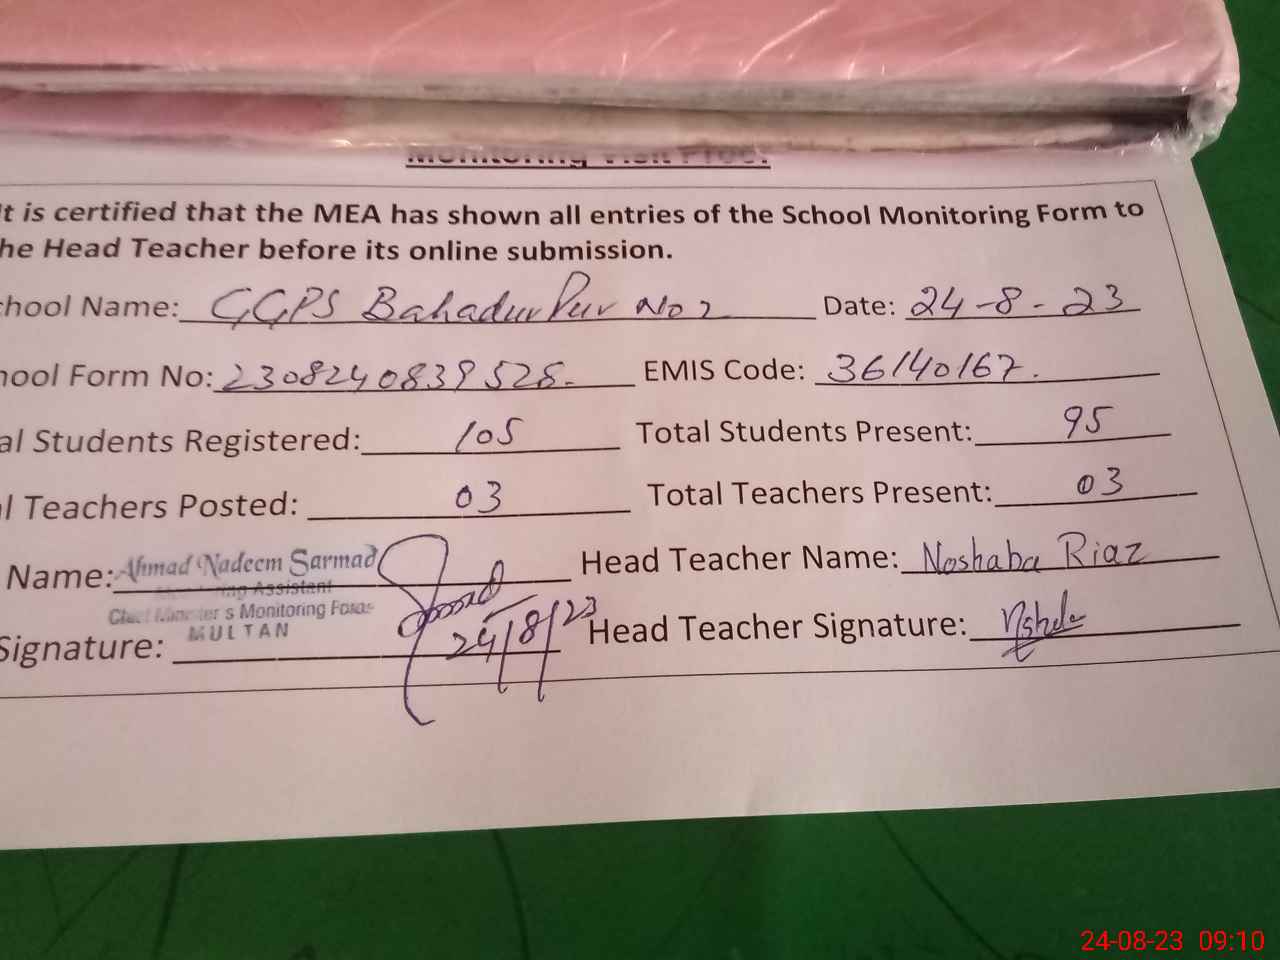 Monitoring Visit Proof
It is certified that the MEA has shown all entries of the School Monitoring Form to
he Head Teacher before its online submission.
chool Name: GGPS BahadurPur No 2 Date: 24-8-23
hool Form No: 2308240839528. EMIS Code: 36140167.
al Students Registered: 105 Total Students Present: 95
l Teachers Posted: 03 Total Teachers Present: 03
Name: Ahmad Nadeem Sarmad Head Teacher Name: Noshaba Riaz
Assistant
Chief Minister's Monitoring Force
MULTAN
Signature: 24/8/23 Head Teacher Signature:
24-08-23 09:10